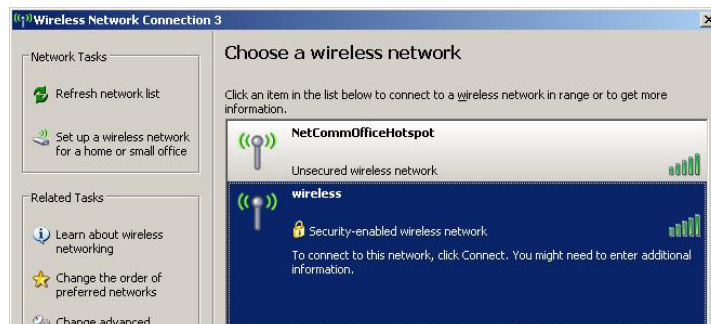 Wireless Network Connection 3
Network Tasks
Refresh network list
Set up a wireless network
for a home or small office
Related Tasks
Learn about wireless
networking
Change the order of
preferred networks
Change advanced
Choose a wireless network
Click an item in the list below to connect to a wireless network in range or to get more
information.
NetCommOfficeHotspot
Unsecured wireless network
wireless
Security-enabled wireless network
To connect to this network, click Connect. You might need to enter additional
information.